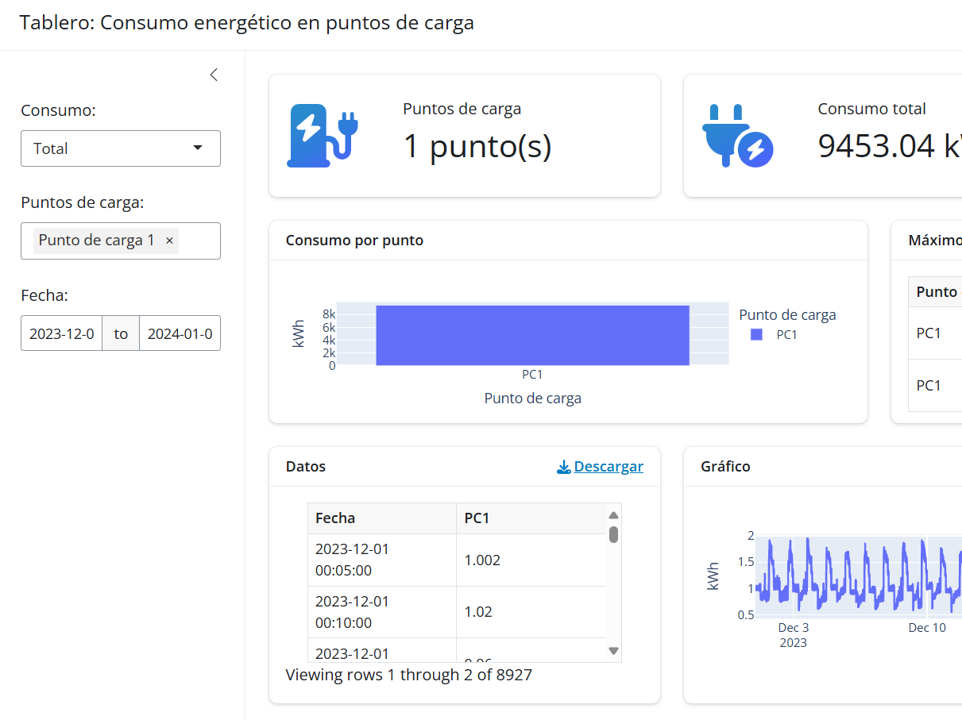 Tablero: Consumo energético en puntos de carga
Consumo:
Total
Puntos de carga:
Punto de carga 1 ×
Fecha:
2023-12-0 to 2024-01-0
Puntos de carga
1 punto(s)
Consumo total
9453.04
Consumo por punto
kWh
8k
6k
4k
2k
0
PC1
Punto de carga
Punto de carga
PC1
Máximo
Punto
PC1
PC1
Datos
Descargar
Fecha PC1
2023-12-01
00:05:00
1.002
2023-12-01
00:10:00
1.02
2023-12-01
Viewing rows 1 through 2 of 8927
Gráfico
kWh
2
1.5
1
0.5
Dec 3
2023
Dec 10